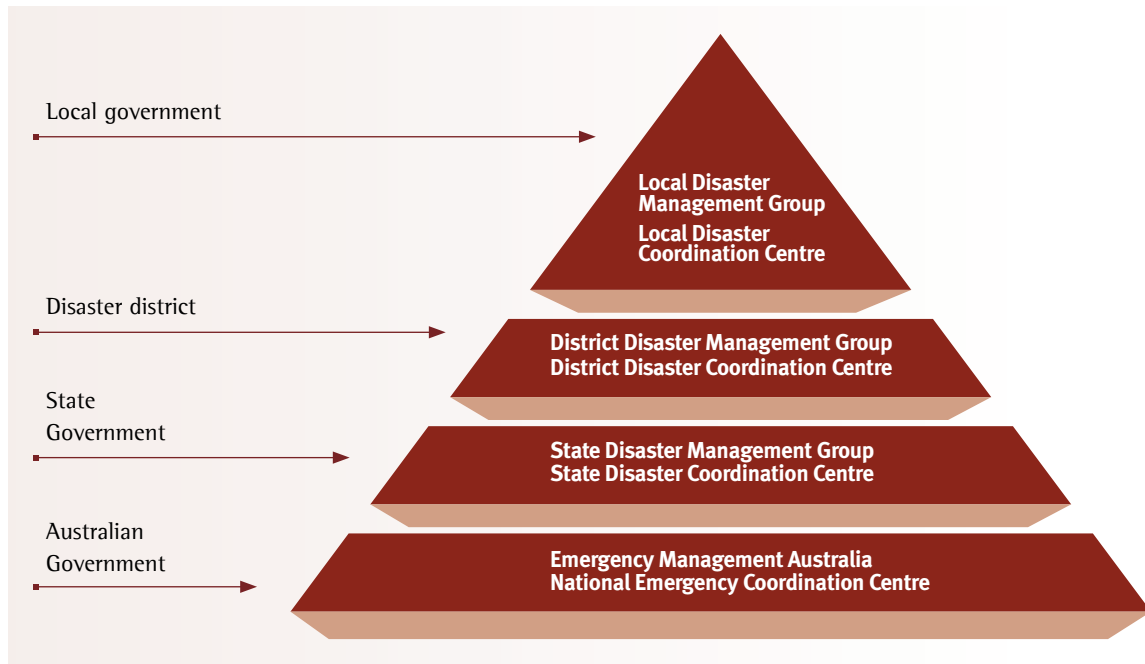 Local government
Local Disaster
Management Group
Local Disaster
Coordination Centre
Disaster district
District Disaster Management Group
District Disaster Coordination Centre
State
Government
State Disaster Management Group
State Disaster Coordination Centre
Australian
Government
Emergency Management Australia
National Emergency Coordination Centre